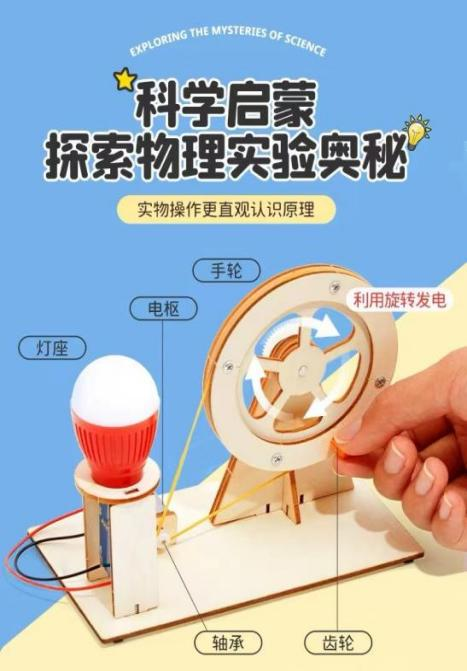 EXPLORING THE MYSTERIES OF SCIENCE
科学启蒙
探索物理实验奥秘
实物操作更直观认识原理
手轮
利用旋转发电
电枢
灯座
轴承
齿轮